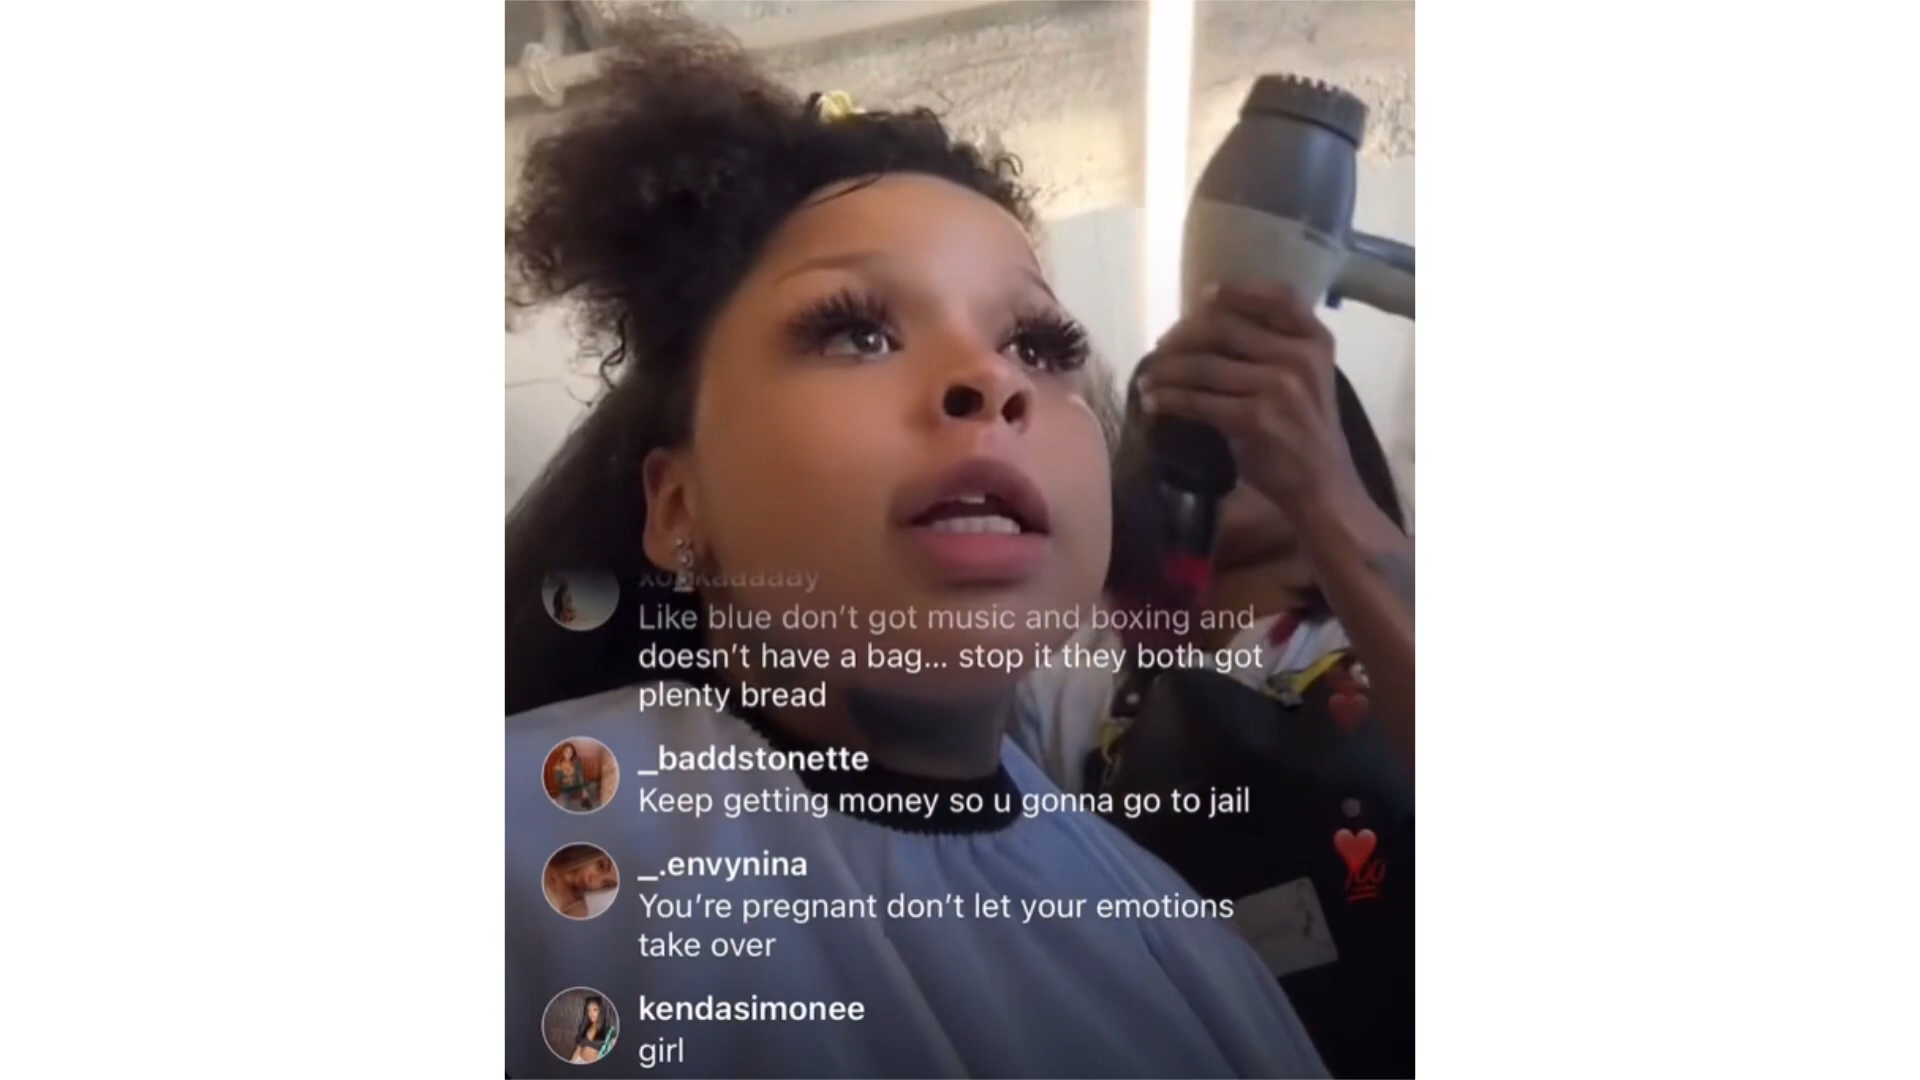 Like blue don't got music and boxing and
doesn't have a bag... stop it they both got
plenty bread
_baddstonette
Keep getting money so u gonna go to jail
_.envynina
You're pregnant don't let your emotions
take over
kendasimonee
girl